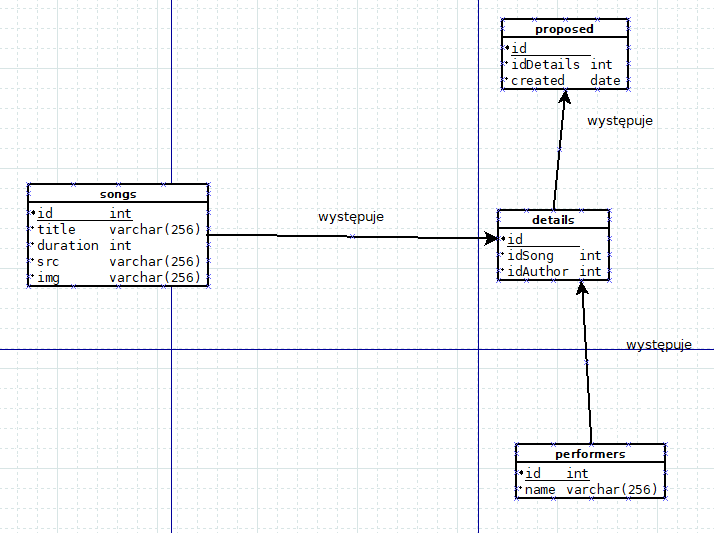 proposed
id
idDetails int
created date
występuje
songs
id int
title varchar(256)
duration int
src varchar(256)
img varchar(256)
występuje
details
id
idSong int
idAuthor int
występuje
performers
id int
name varchar(256)